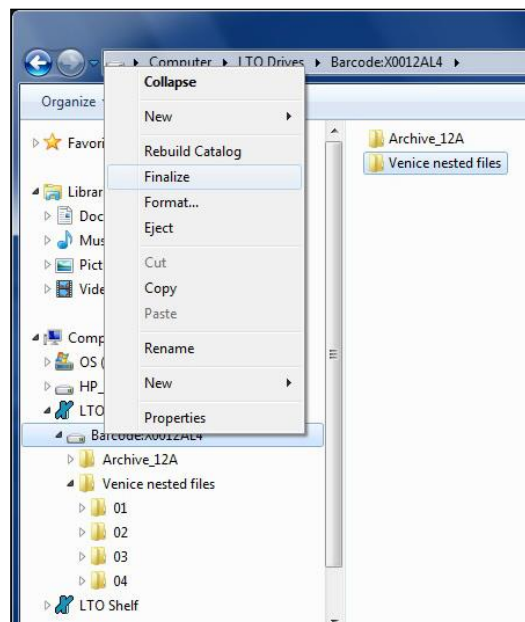 Computer LTO Drives Barcode:X0012AL4
Organize
Collapse
New
Rebuild Catalog
Finalize
Format...
Eject
Cut
Copy
Paste
Rename
New
Properties
Favori
Librar
Doc
Mus
Pict
Vide
Comp
OS (
HP_
LTO
Barcode:X0012AL4
Archive_12A
Venice nested files
01
02
03
04
LTO Shelf
Archive_12A
Venice nested files